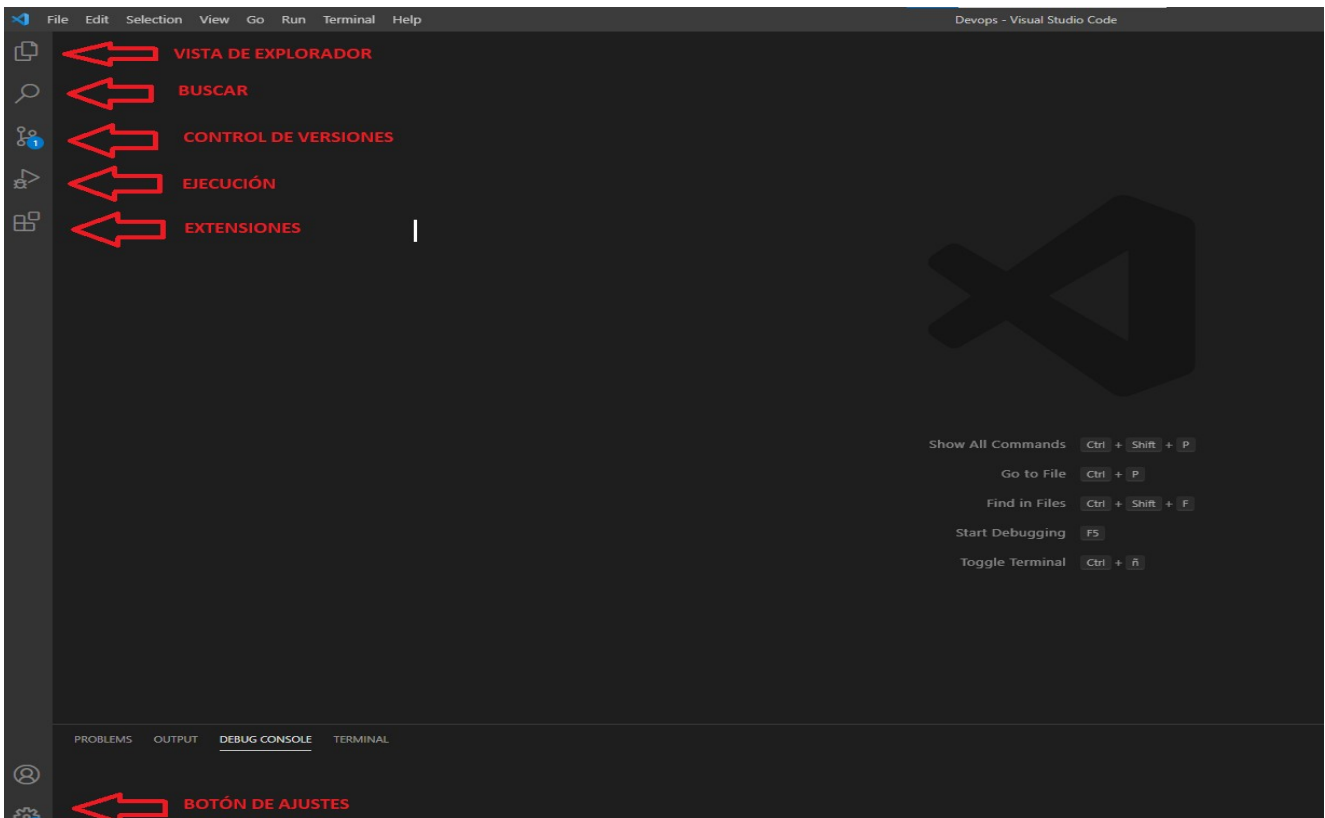 File Edit Selection View Go Run Terminal Help
Devops - Visual Studio Code
VISTA DE EXPLORADOR
BUSCAR
CONTROL DE VERSIONES
1
EJECUCIÓN
EXTENSIONES
Show All Commands Ctrl + Shift + P
Go to File Ctrl + P
Find in Files Ctrl + Shift + F
Start Debugging F5
Toggle Terminal Ctrl + ñ
PROBLEMS OUTPUT DEBUG CONSOLE TERMINAL
BOTÓN DE AJUSTES